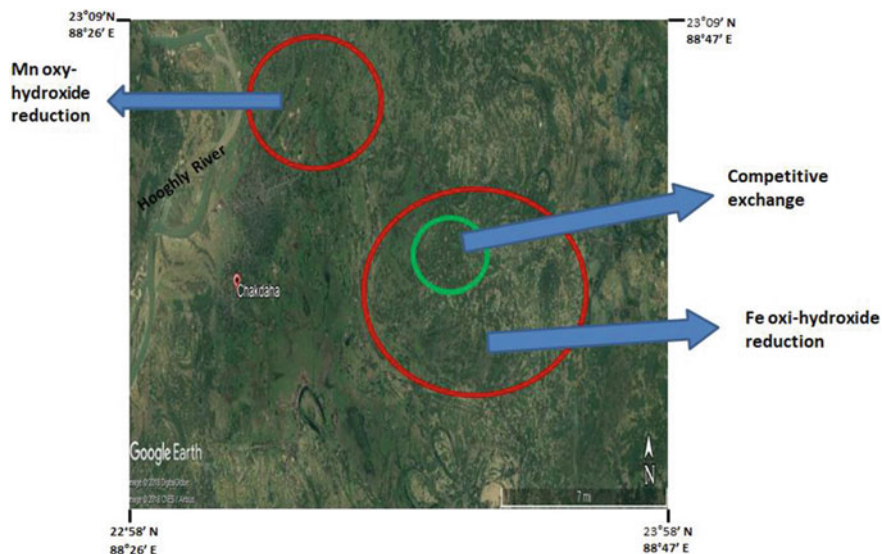 23°09′N
88°26′ E
23°09′N
88°47′ E
Mn oxy-
hydroxide
reduction
Hooghly River
Competitive
exchange
Chakdaha
Fe oxi-hydroxide
reduction
Google Earth
N
7 mi
22°58′ N
88°26′ E
23°58′ N
88°47′ E